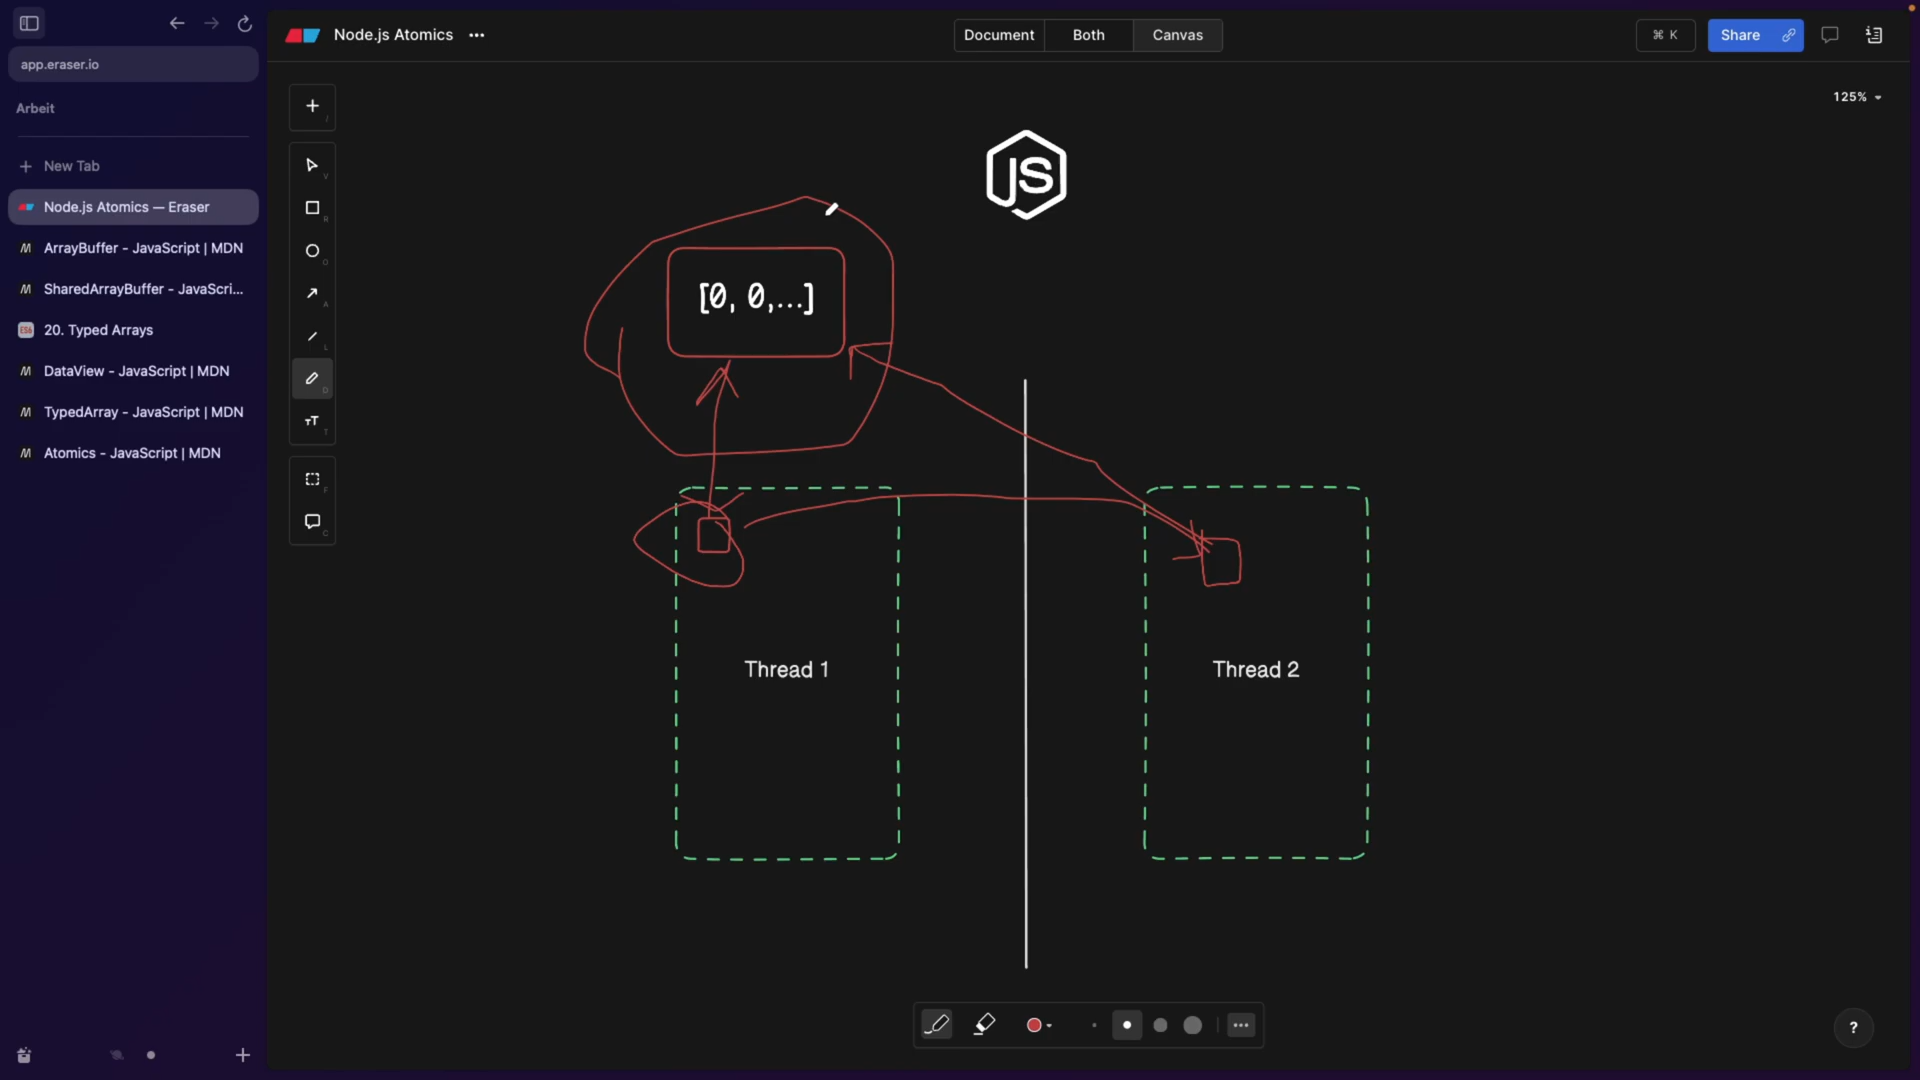 app.eraser.io
Arbeit
New Tab
Node.js Atomics — Eraser
ArrayBuffer - JavaScript | MDN
SharedArrayBuffer - JavaScri...
20. Typed Arrays
DataView - JavaScript | MDN
TypedArray - JavaScript | MDN
Atomics - JavaScript | MDN
Node.js Atomics
Document
Both
Canvas
⌘ K
Share
125%
/
V
R
O
A
L
D
TT
T
F
C
JS
[0, 0,...]
Thread 1
Thread 2
?